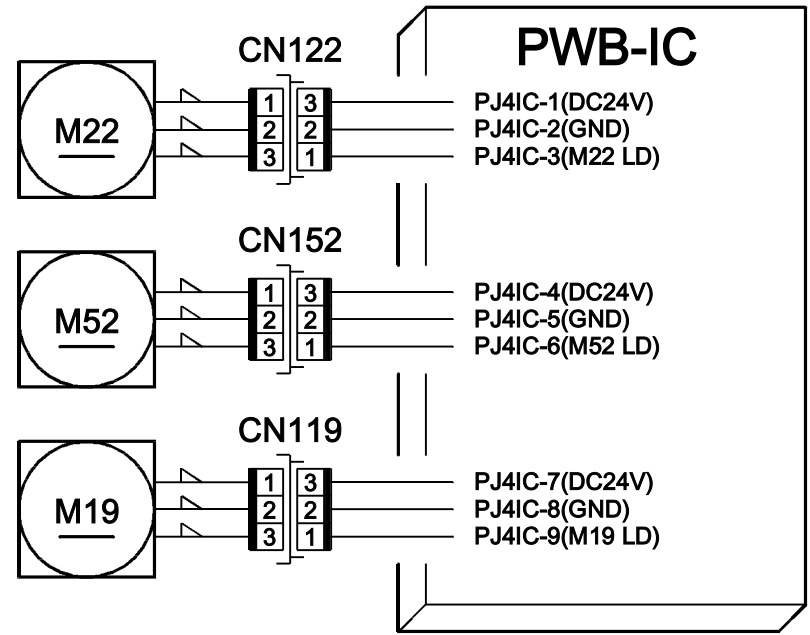 PWB-IC
CN122
M22
1 3 PJ4IC-1(DC24V)
2 2 PJ4IC-2(GND)
3 1 PJ4IC-3(M22 LD)
CN152
M52
1 3 PJ4IC-4(DC24V)
2 2 PJ4IC-5(GND)
3 1 PJ4IC-6(M52 LD)
CN119
M19
1 3 PJ4IC-7(DC24V)
2 2 PJ4IC-8(GND)
3 1 PJ4IC-9(M19 LD)